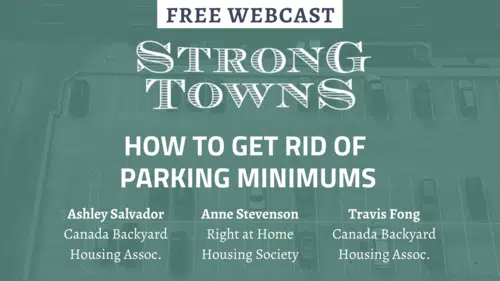 FREE WEBCAST
STRONG
TOWNS
HOW TO GET RID OF
PARKING MINIMUMS
Ashley Salvador
Canada Backyard
Housing Assoc.
Anne Stevenson
Right at Home
Housing Society
Travis Fong
Canada Backyard
Housing Assoc.